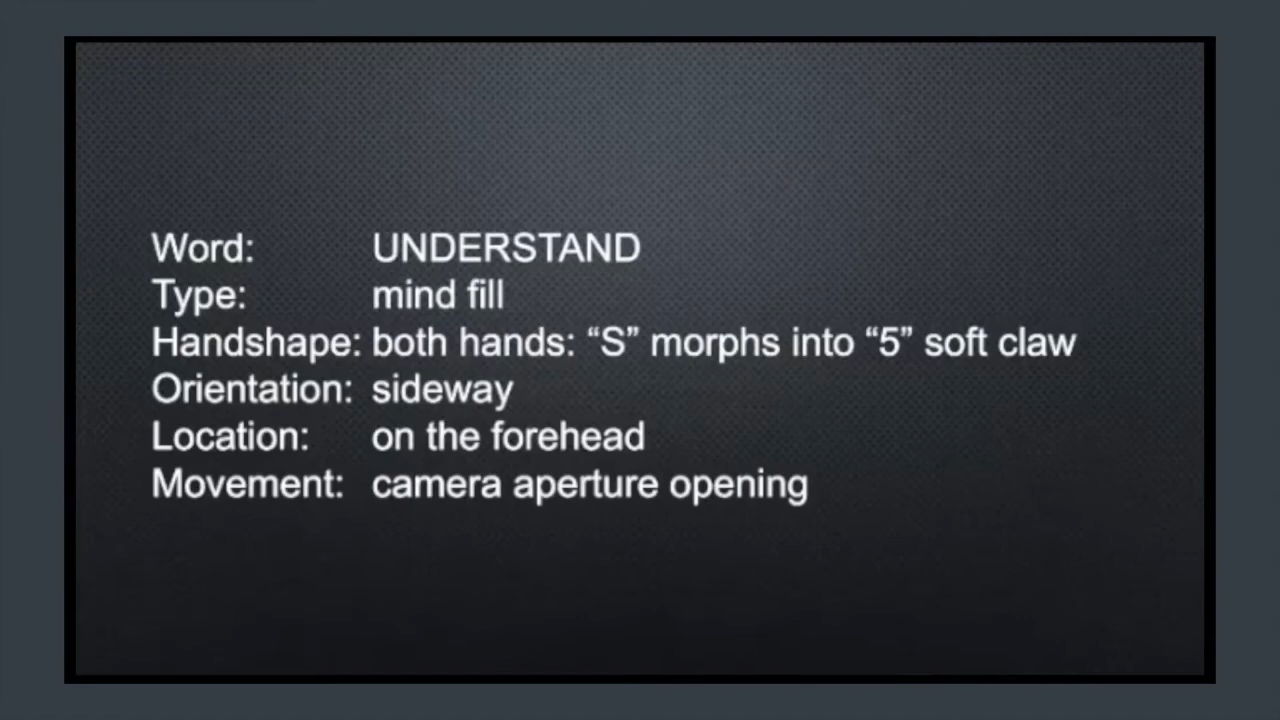 Word: UNDERSTAND
Type: mind fill
Handshape: both hands: “S” morphs into “5” soft claw
Orientation: sideway
Location: on the forehead
Movement: camera aperture opening